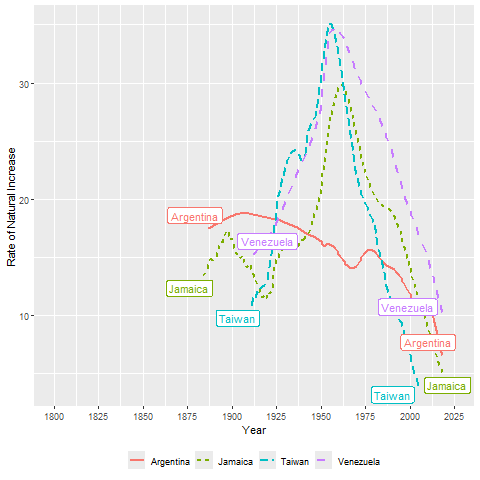 Rate of Natural Increase
30
20
10
Argentina
Jamaica
Venezuela
Taiwan
Venezuela
Argentina
Jamaica
Taiwan
1800 1825 1850 1875 1900 1925 1950 1975 2000 2025
Year
Argentina Jamaica Taiwan Venezuela